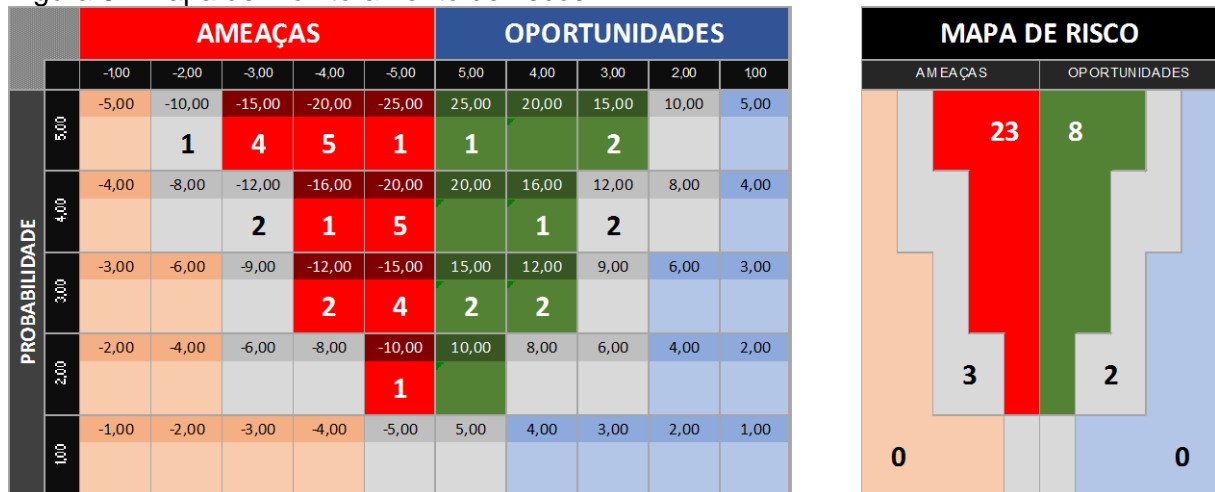 Mapa de monitoramento de riscos
AMEAÇAS OPORTUNIDADES
-1,00 -2,00 -3,00 -4,00 -5,00 5,00 4,00 3,00 2,00 1,00
PROBABILIDADE
5,00
-5,00 -10,00 -15,00 -20,00 -25,00 25,00 20,00 15,00 10,00 5,00
1 4 5 1 1 2
4,00
-4,00 -8,00 -12,00 -16,00 -20,00 20,00 16,00 12,00 8,00 4,00
2 1 5 1 2
3,00
-3,00 -6,00 -9,00 -12,00 -15,00 15,00 12,00 9,00 6,00 3,00
2 4 2 2
2,00
-2,00 -4,00 -6,00 -8,00 -10,00 10,00 8,00 6,00 4,00 2,00
1
1,00
-1,00 -2,00 -3,00 -4,00 -5,00 5,00 4,00 3,00 2,00 1,00
MAPA DE RISCO
AMEAÇAS OPORTUNIDADES
23 8
3 2
0 0